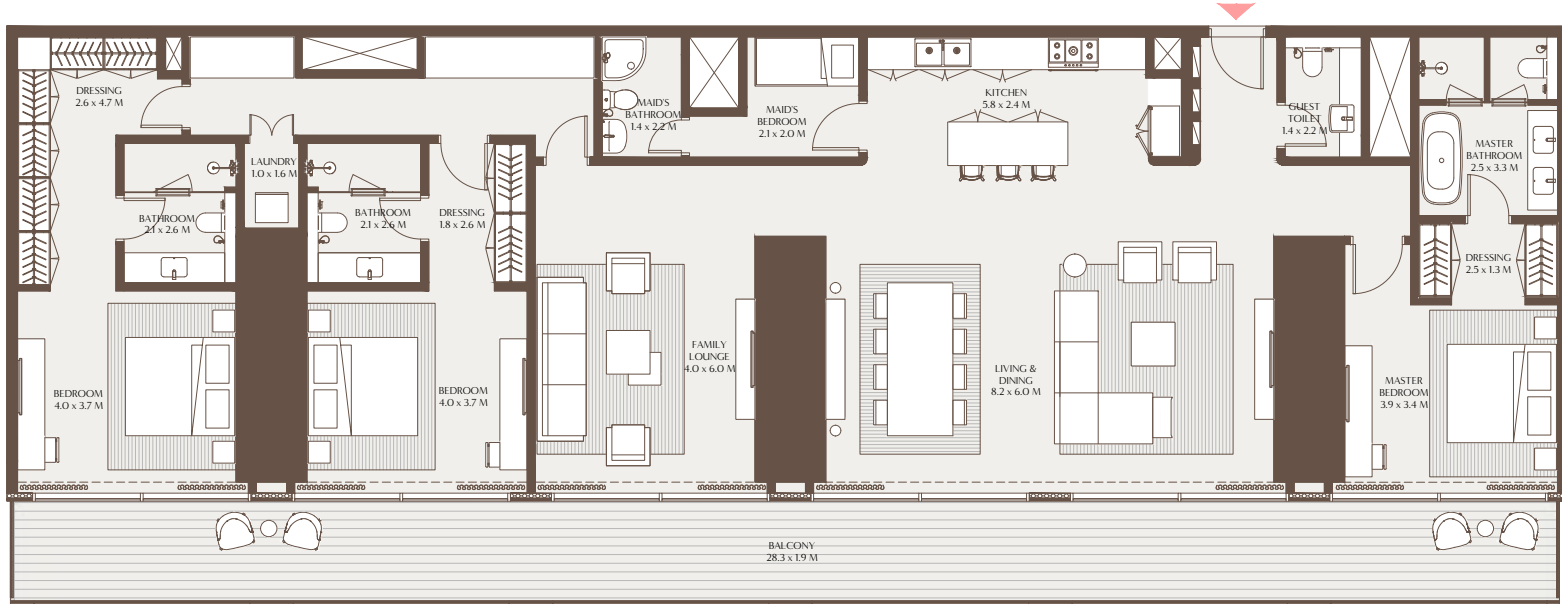 DRESSING
2.6 x 4.7 M
MAID'S
BATHROOM
1.4 x 2.2 M
MAID'S
BEDROOM
2.1 x 2.0 M
KITCHEN
5.8 x 2.4 M
GUEST
TOILET
1.4 x 2.2 M
MASTER
BATHROOM
2.5 x 3.3 M
LAUNDRY
1.0 x 1.6 M
BATHROOM
2.1 x 2.6 M
BATHROOM
2.1 x 2.6 M
DRESSING
1.8 x 2.6 M
DRESSING
2.5 x 1.3 M
BEDROOM
4.0 x 3.7 M
BEDROOM
4.0 x 3.7 M
FAMILY
LOUNGE
4.0 x 6.0 M
LIVING &
DINING
8.2 x 6.0 M
MASTER
BEDROOM
3.9 x 3.4 M
BALCONY
28.3 x 1.9 M